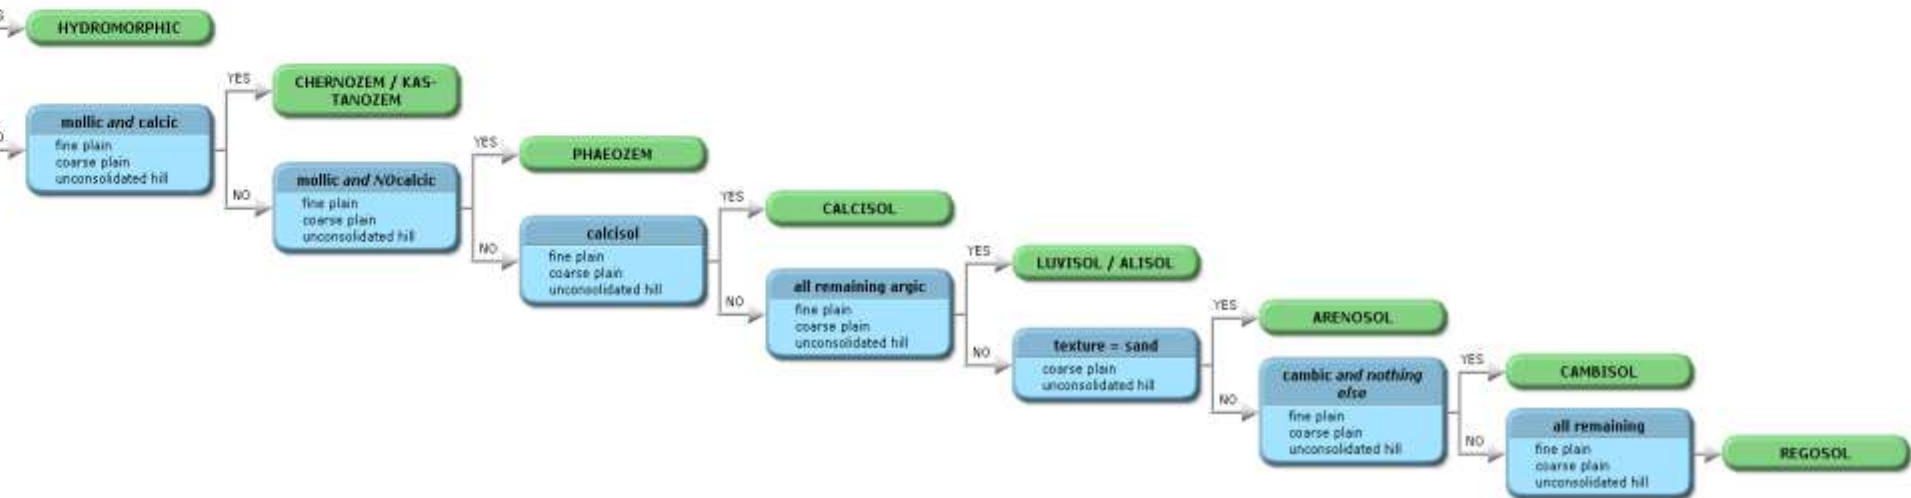 HYDROMORPHIC
YES
CHERNOZEM / KAS-
TANOZEM
mollic and calcic
fine plain
coarse plain
unconsolidated hill
NO
YES
PHAEOZEM
mollic and NOcalcic
fine plain
coarse plain
unconsolidated hill
NO
YES
CALCISOL
calcisol
fine plain
coarse plain
unconsolidated hill
NO
YES
LUVISOL / ALISOL
all remaining argic
fine plain
coarse plain
unconsolidated hill
NO
YES
ARENOSOL
texture = sand
coarse plain
unconsolidated hill
NO
YES
CAMBISOL
cambic and nothing
else
fine plain
coarse plain
unconsolidated hill
NO
all remaining
fine plain
coarse plain
unconsolidated hill
REGOSOL